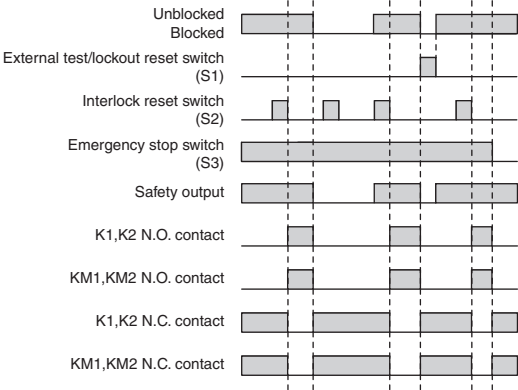 Unblocked
Blocked
External test/lockout reset switch
(S1)
Interlock reset switch
(S2)
Emergency stop switch
(S3)
Safety output
K1,K2 N.O. contact
KM1,KM2 N.O. contact
K1,K2 N.C. contact
KM1,KM2 N.C. contact